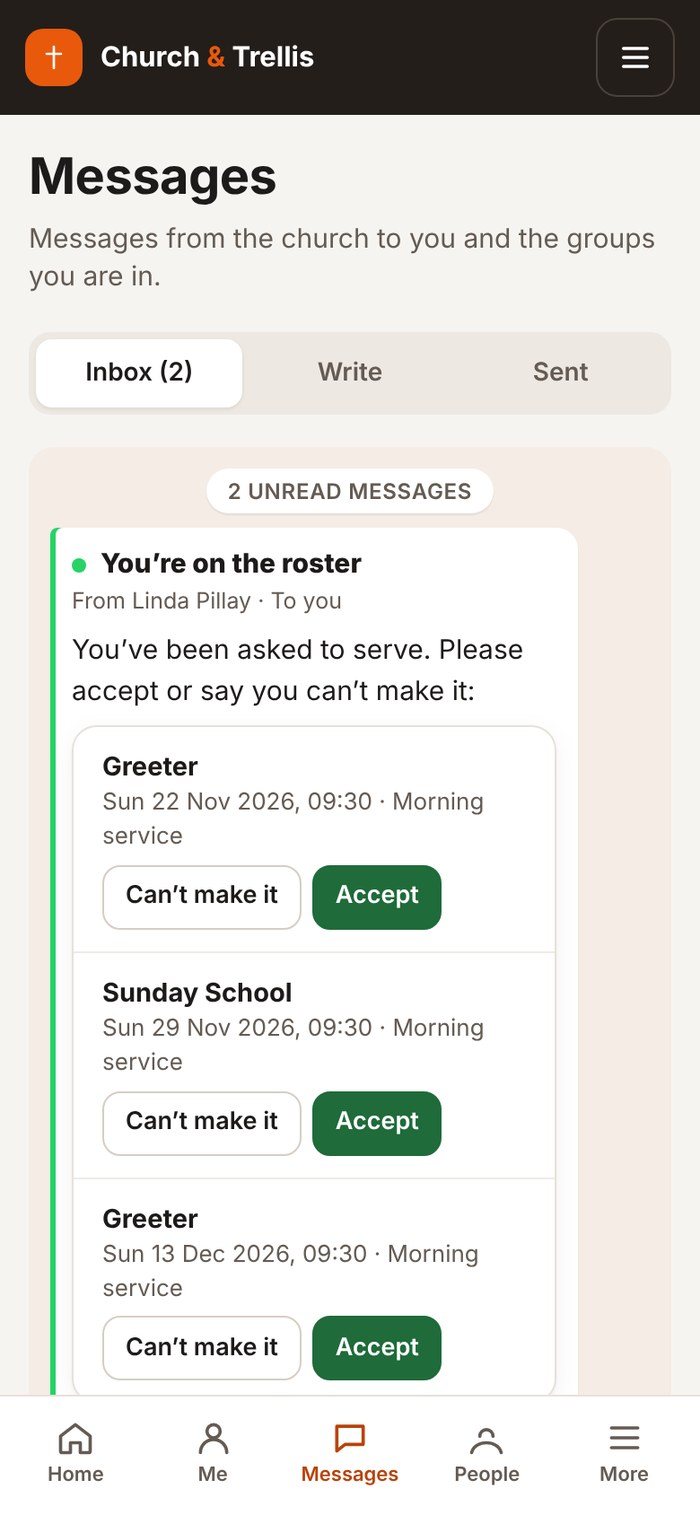 Church & Trellis
Messages
Messages from the church to you and the groups
you are in.
Inbox (2)
Write
Sent
2 UNREAD MESSAGES
You’re on the roster
From Linda Pillay · To you
You’ve been asked to serve. Please
accept or say you can’t make it:
Greeter
Sun 22 Nov 2026, 09:30 · Morning
service
Can’t make it
Accept
Sunday School
Sun 29 Nov 2026, 09:30 · Morning
service
Can’t make it
Accept
Greeter
Sun 13 Dec 2026, 09:30 · Morning
service
Can’t make it
Accept
Home
Me
Messages
People
More